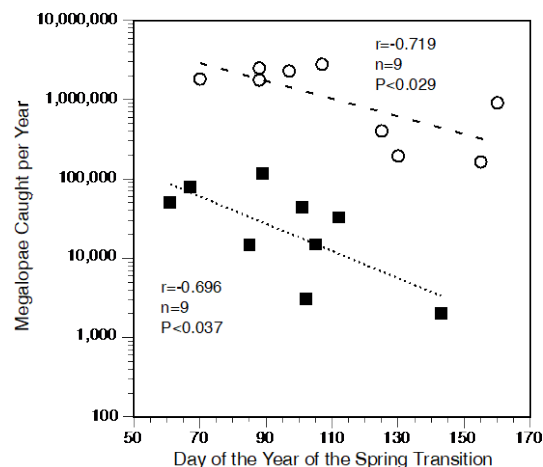 10,000,000
1,000,000
100,000
10,000
1,000
100
Megalopae Caught per Year
r=-0.719
n=9
P<0.029
r=-0.696
n=9
P<0.037
50 70 90 110 130 150 170
Day of the Year of the Spring Transition